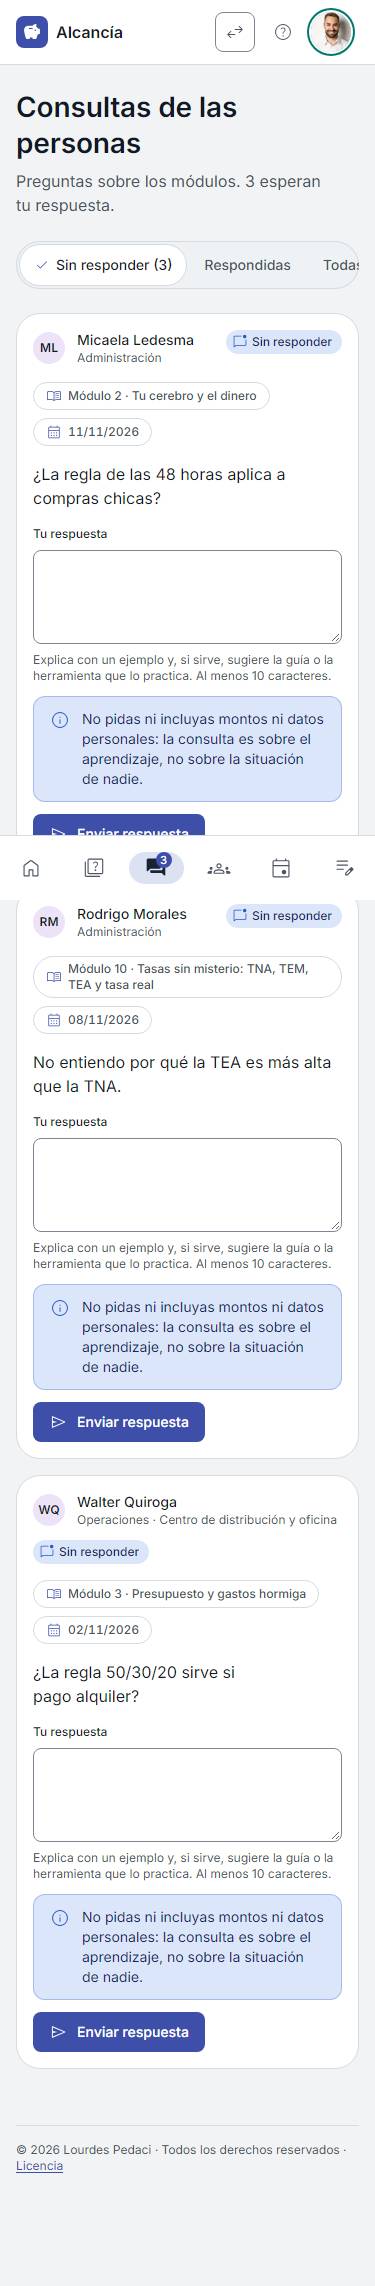 Alcancía
Consultas de las
personas
Preguntas sobre los módulos. 3 esperan
tu respuesta.
Sin responder (3)
Respondidas
Todas
ML
Micaela Ledesma
Administración
Sin responder
Módulo 2 · Tu cerebro y el dinero
11/11/2026
¿La regla de las 48 horas aplica a
compras chicas?
Tu respuesta
Explica con un ejemplo y, si sirve, sugiere la guía o la
herramienta que lo practica. Al menos 10 caracteres.
No pidas ni incluyas montos ni datos
personales: la consulta es sobre el
aprendizaje, no sobre la situación
de nadie.
Enviar respuesta
3
RM
Rodrigo Morales
Administración
Sin responder
Módulo 10 · Tasas sin misterio: TNA, TEM,
TEA y tasa real
08/11/2026
No entiendo por qué la TEA es más alta
que la TNA.
Tu respuesta
Explica con un ejemplo y, si sirve, sugiere la guía o la
herramienta que lo practica. Al menos 10 caracteres.
No pidas ni incluyas montos ni datos
personales: la consulta es sobre el
aprendizaje, no sobre la situación
de nadie.
Enviar respuesta
WQ
Walter Quiroga
Operaciones · Centro de distribución y oficina
Sin responder
Módulo 3 · Presupuesto y gastos hormiga
02/11/2026
¿La regla 50/30/20 sirve si
pago alquiler?
Tu respuesta
Explica con un ejemplo y, si sirve, sugiere la guía o la
herramienta que lo practica. Al menos 10 caracteres.
No pidas ni incluyas montos ni datos
personales: la consulta es sobre el
aprendizaje, no sobre la situación
de nadie.
Enviar respuesta
© 2026 Lourdes Pedaci · Todos los derechos reservados ·
Licencia